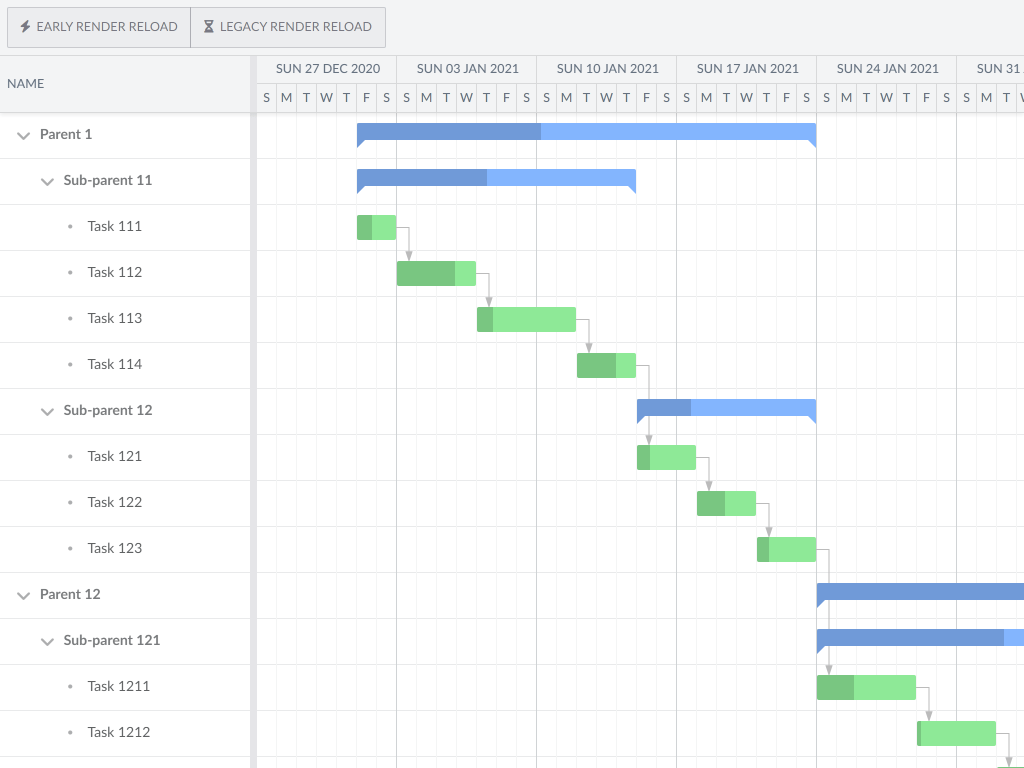 EARLY RENDER RELOAD LEGACY RENDER RELOAD
NAME SUN 27 DEC 2020 SUN 03 JAN 2021 SUN 10 JAN 2021 SUN 17 JAN 2021 SUN 24 JAN 2021 SUN 31
S M T W T F S S M T W T F S S M T W T F S S M T W T F S S M T W T F S S M T
Parent 1
Sub-parent 11
Task 111
Task 112
Task 113
Task 114
Sub-parent 12
Task 121
Task 122
Task 123
Parent 12
Sub-parent 121
Task 1211
Task 1212